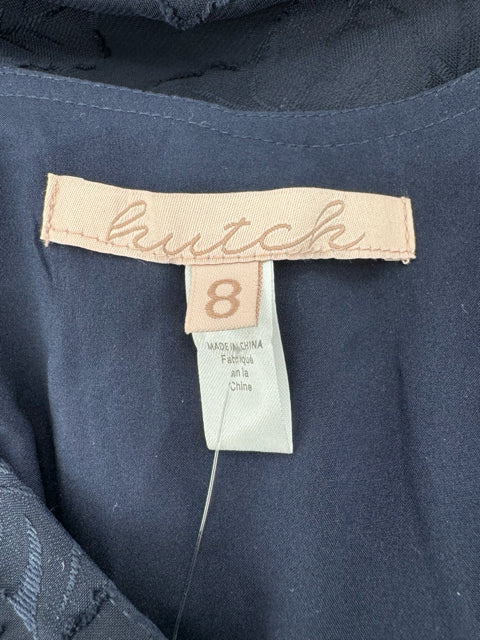 hutch
8
MADE IN CHINA
Fabriqué
en la
Chine